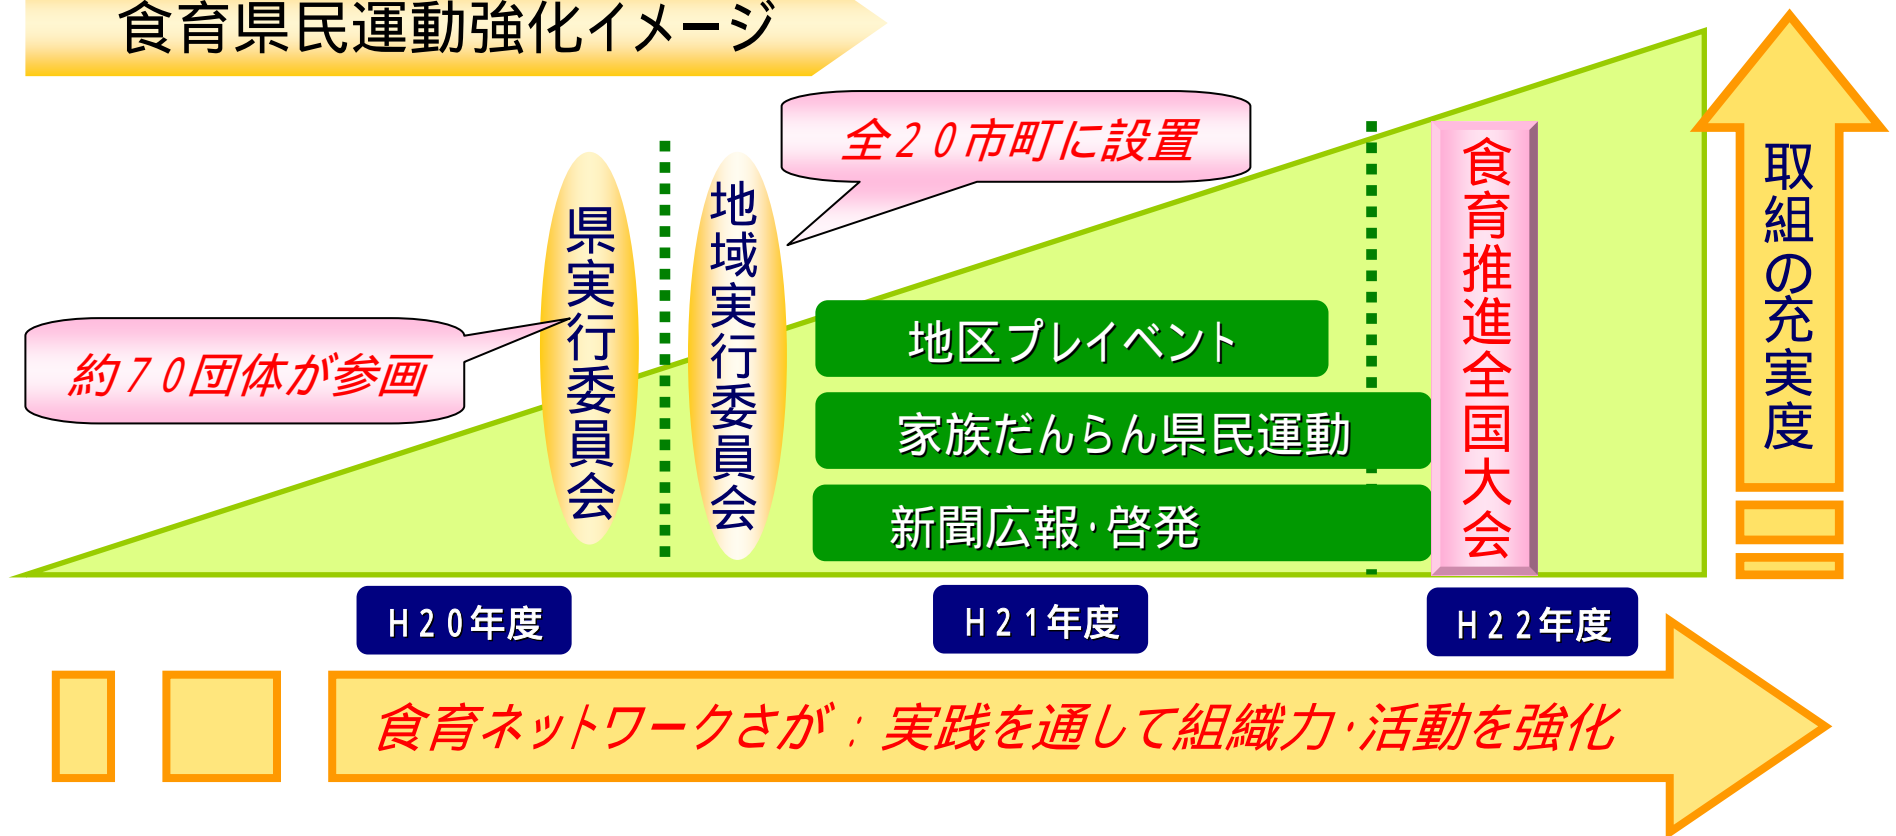 食育県民運動強化イメージ
全20市町に設置
約70団体が参画
県実行委員会
地域実行委員会
地区プレイベント
家族だんらん県民運動
新聞広報・啓発
食育推進全国大会
取組の充実度
H20年度
H21年度
H22年度
食育ネットワークさが：実践を通して組織力・活動を強化